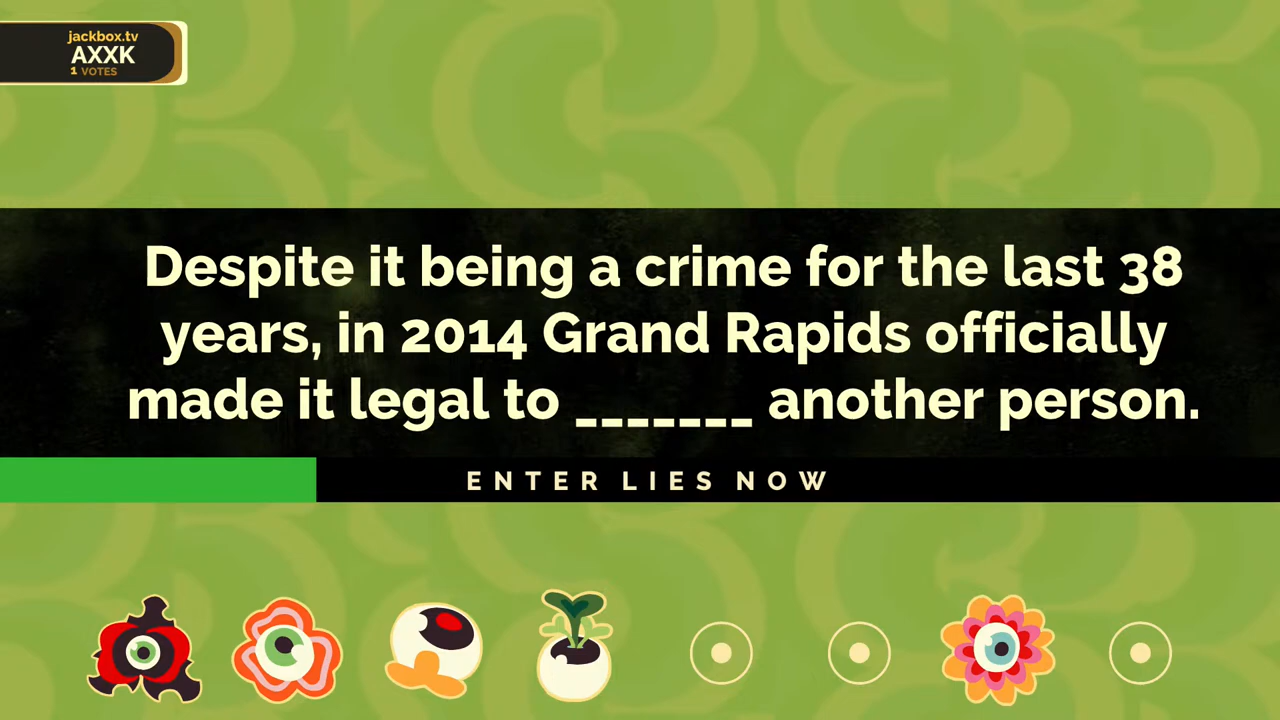 jackbox.tv
AXXK
1 VOTES
Despite it being a crime for the last 38
years, in 2014 Grand Rapids officially
made it legal to _______ another person.
ENTER LIES NOW